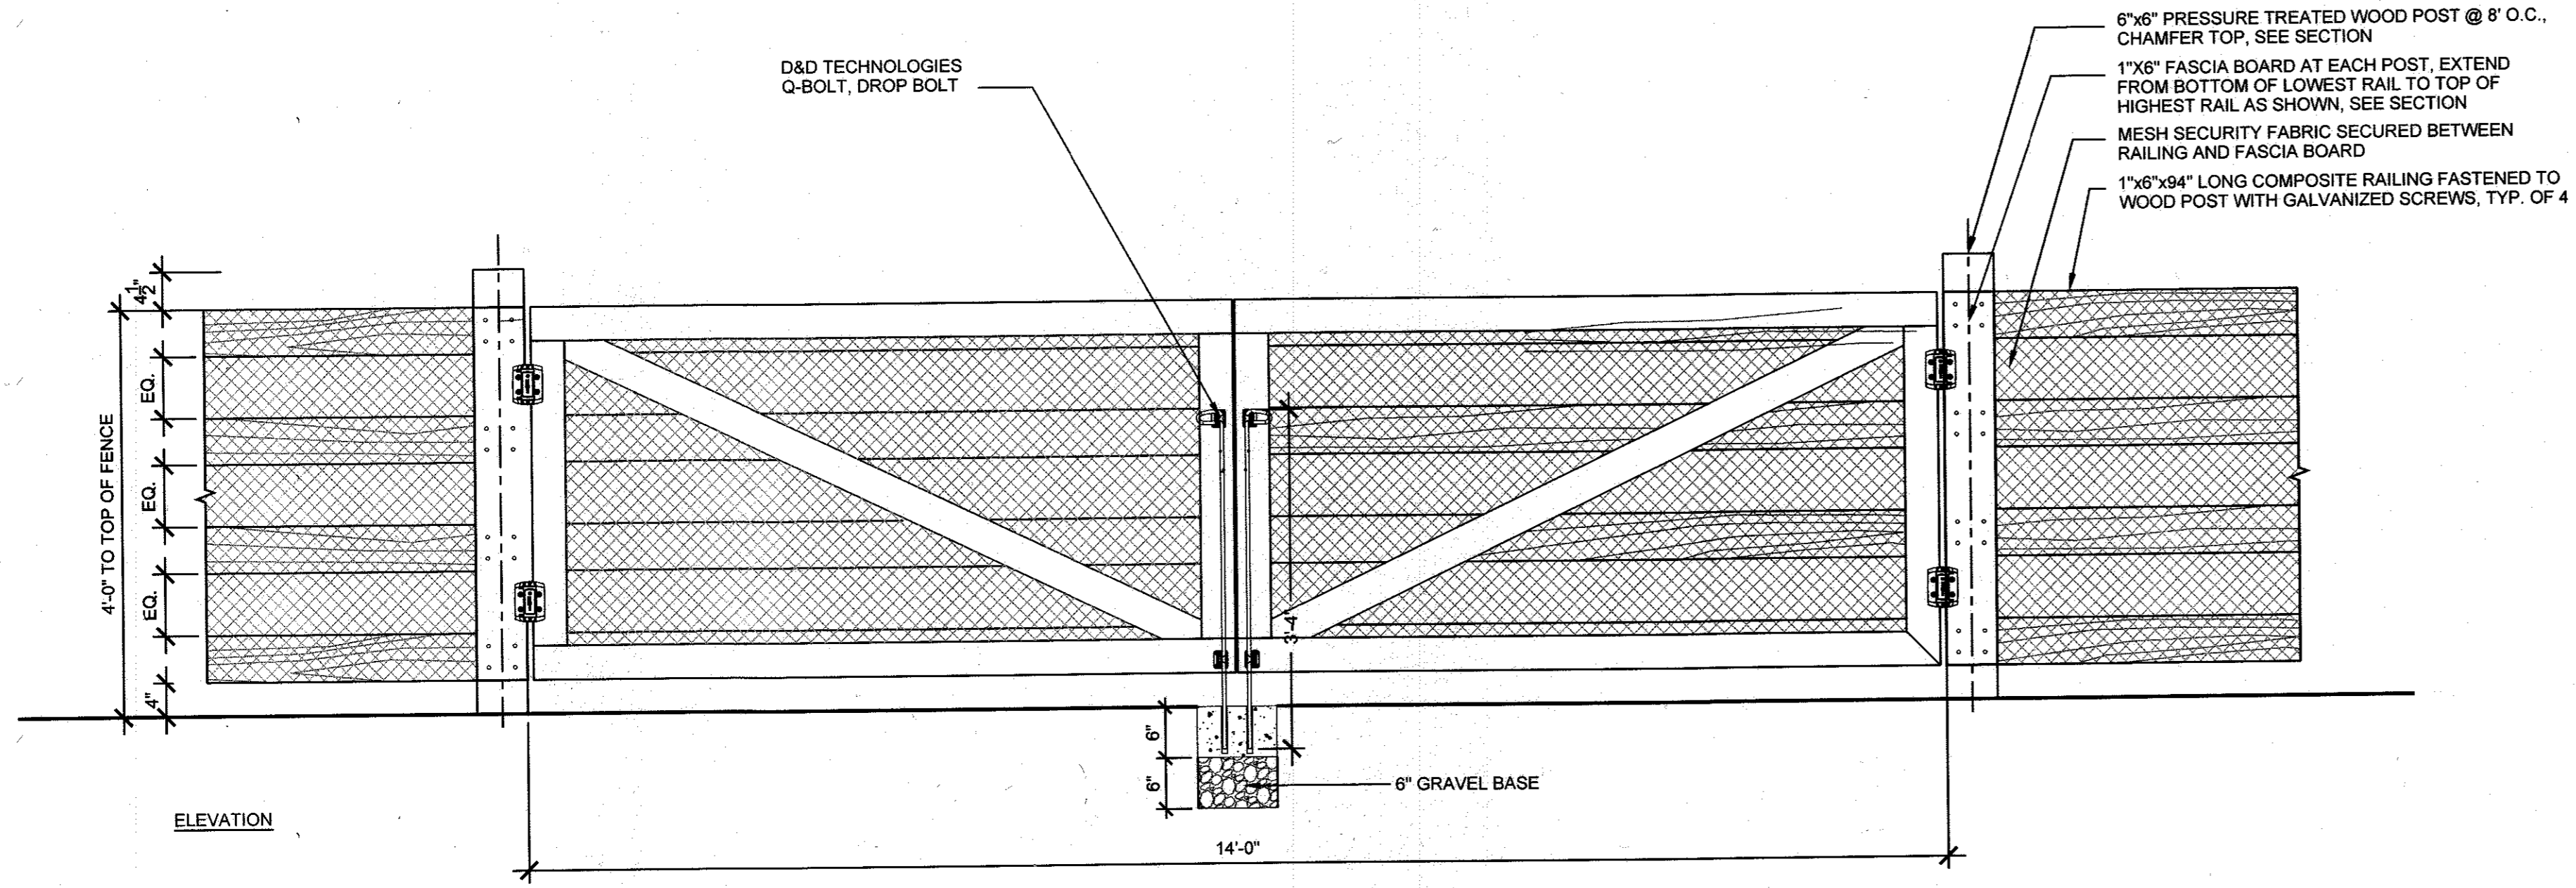 6"x6" PRESSURE TREATED WOOD POST @ 8' O.C.,
CHAMFER TOP, SEE SECTION
1"X6" FASCIA BOARD AT EACH POST, EXTEND
FROM BOTTOM OF LOWEST RAIL TO TOP OF
HIGHEST RAIL AS SHOWN, SEE SECTION
MESH SECURITY FABRIC SECURED BETWEEN
RAILING AND FASCIA BOARD
1"x6"x94" LONG COMPOSITE RAILING FASTENED TO
WOOD POST WITH GALVANIZED SCREWS, TYP. OF 4
D&D TECHNOLOGIES
Q-BOLT, DROP BOLT
4 1/2"
EQ.
EQ.
EQ.
4"
4'-0" TO TOP OF FENCE
3'-4"
6"
6"
6" GRAVEL BASE
ELEVATION
14'-0"